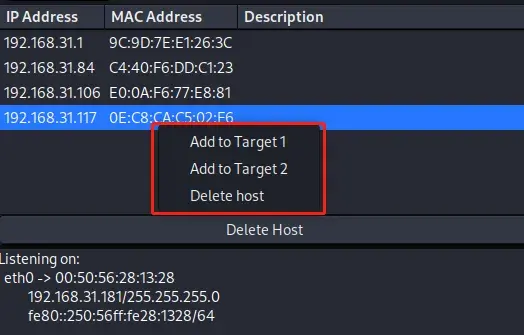 IP Address MAC Address Description
192.168.31.1 9C:9D:7E:E1:26:3C
192.168.31.84 C4:40:F6:DD:C1:23
192.168.31.106 E0:0A:F6:77:E8:81
192.168.31.117 0E:C8:CA:C5:02:F6
Add to Target 1
Add to Target 2
Delete host
Delete Host
Listening on:
eth0 -> 00:50:56:28:13:28
192.168.31.181/255.255.255.0
fe80::250:56ff:fe28:1328/64